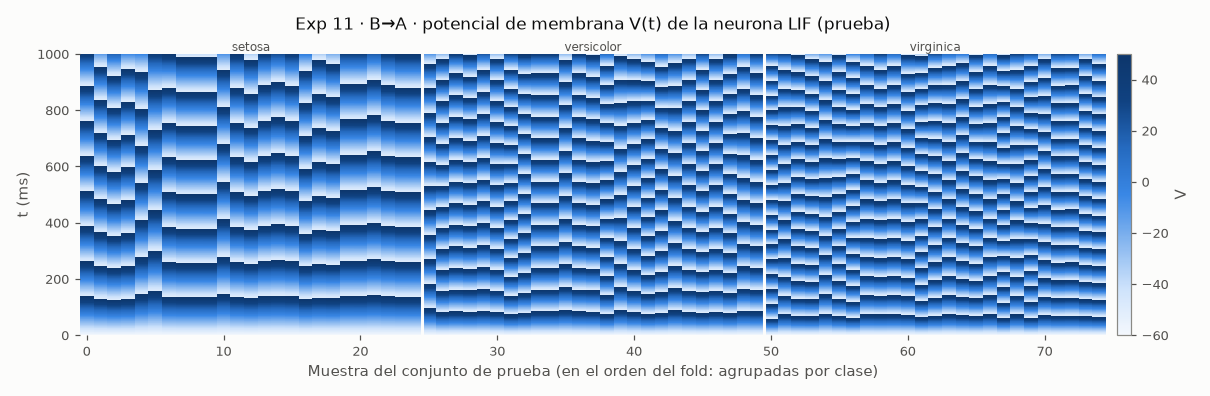 Exp 11 · B→A · potencial de membrana V(t) de la neurona LIF (prueba)
setosa versicolor virginica
1000
800
600
400
200
0
t (ms)
0 10 20 30 40 50 60 70
Muestra del conjunto de prueba (en el orden del fold: agrupadas por clase)
40
20
0
−20
−40
−60
V